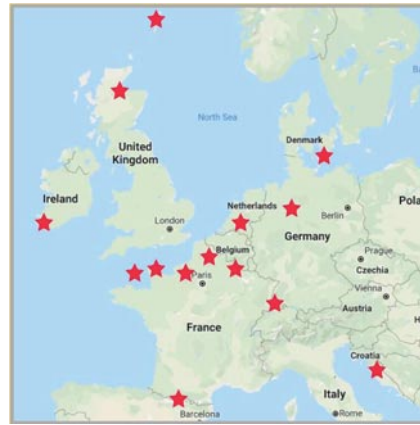 North Sea
Denmark
United
Kingdom
Ireland
Netherlands
London
Berlin
Pola
Belgium
Germany
Prague
Czechia
Paris
Vienna
Austria
France
Croatia
Italy
Barcelona
Rome